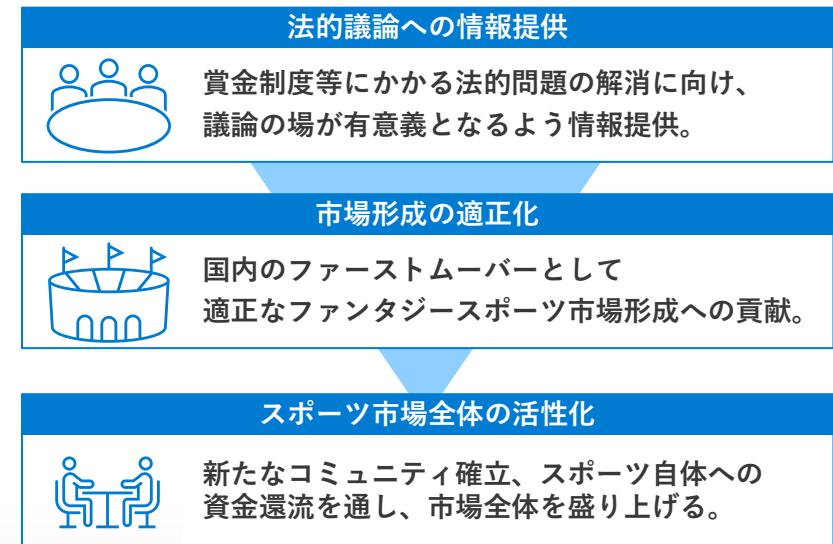 法的議論への情報提供
賞金制度等にかかる法的問題の解消に向け、
議論の場が有意義となるよう情報提供。
市場形成の適正化
国内のファーストムーバーとして
適正なファンタジースポーツ市場形成への貢献。
スポーツ市場全体の活性化
新たなコミュニティ確立、スポーツ自体への
資金還流を通し、市場全体を盛り上げる。